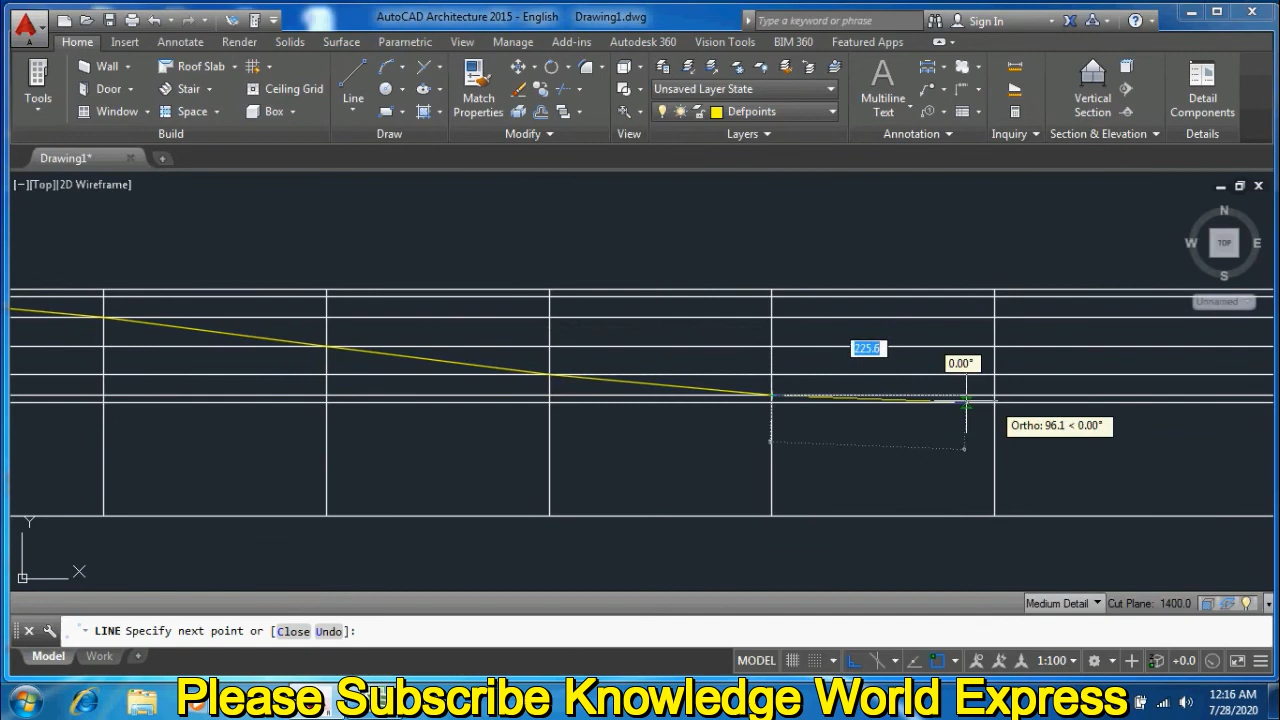 AutoCAD Architecture 2015 - English Drawing1.dwg
Type a keyword or phrase
Sign In
Home Insert Annotate Render Solids Surface Parametric View Manage Add-ins Autodesk 360 Vision Tools BIM 360 Featured Apps
Tools
Wall
Door
Window
Roof Slab
Stair
Space
Ceiling Grid
Box
Build
Line
Draw
Match
Properties
Modify
View
Unsaved Layer State
Defpoints
Layers
Multiline
Text
Annotation
Inquiry
Vertical
Section
Section & Elevation
Detail
Components
Details
Drawing1*
[−][Top][2D Wireframe]
N
W TOP E
S
Unnamed
225.6
0.00°
Ortho: 96.1 < 0.00°
Y
X
Medium Detail Cut Plane: 1400.0
LINE Specify next point or [Close Undo]:
Model Work
MODEL 1:100 +0.0
Please Subscribe Knowledge World Express
12:16 AM
7/28/2020